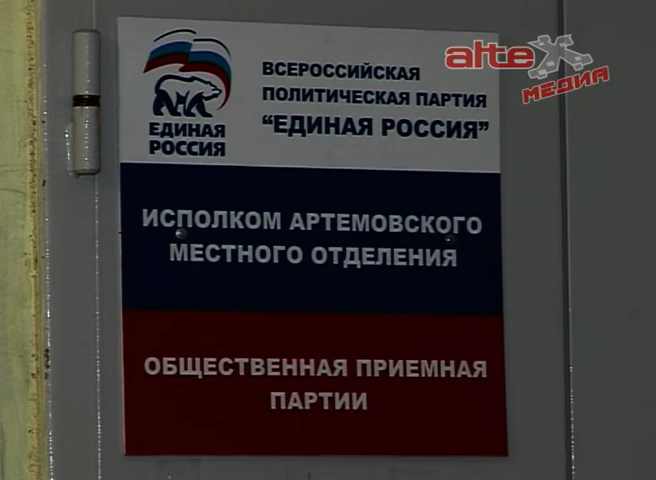 alteX
МЕДИА
ЕДИНАЯ
РОССИЯ
ВСЕРОССИЙСКАЯ
ПОЛИТИЧЕСКАЯ ПАРТИЯ
"ЕДИНАЯ РОССИЯ"
ИСПОЛКОМ АРТЕМОВСКОГО
МЕСТНОГО ОТДЕЛЕНИЯ
ОБЩЕСТВЕННАЯ ПРИЕМНАЯ
ПАРТИИ